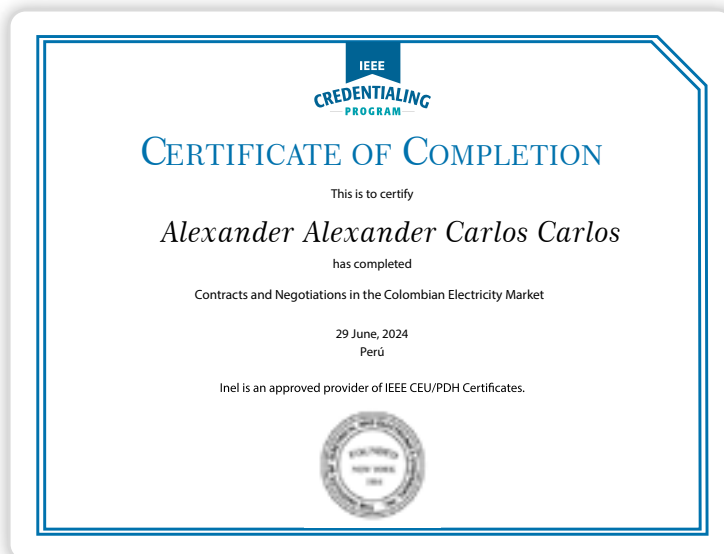 IEEE
CREDENTIALING
PROGRAM
CERTIFICATE OF COMPLETION
This is to certify
Alexander Alexander Carlos Carlos
has completed
Contracts and Negotiations in the Colombian Electricity Market
29 June, 2024
Perú
Inel is an approved provider of IEEE CEU/PDH Certificates.
FOUNDED
NEW YORK